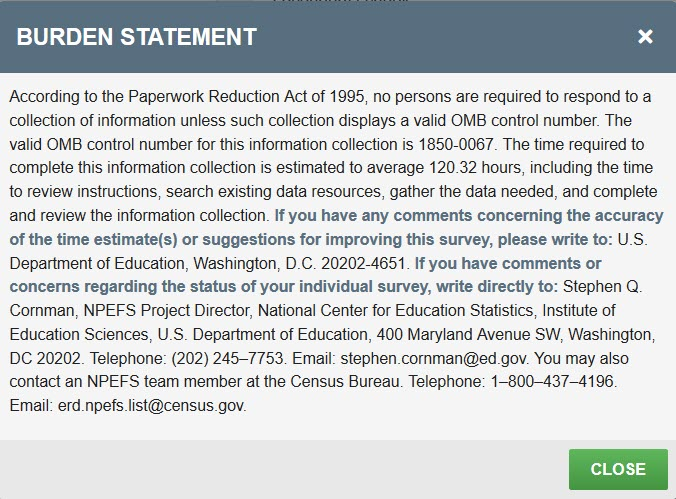 BURDEN STATEMENT ×
According to the Paperwork Reduction Act of 1995, no persons are required to respond to a
collection of information unless such collection displays a valid OMB control number. The
valid OMB control number for this information collection is 1850-0067. The time required to
complete this information collection is estimated to average 120.32 hours, including the time
to review instructions, search existing data resources, gather the data needed, and complete
and review the information collection. If you have any comments concerning the accuracy
of the time estimate(s) or suggestions for improving this survey, please write to: U.S.
Department of Education, Washington, D.C. 20202-4651. If you have comments or
concerns regarding the status of your individual survey, write directly to: Stephen Q.
Cornman, NPEFS Project Director, National Center for Education Statistics, Institute of
Education Sciences, U.S. Department of Education, 400 Maryland Avenue SW, Washington,
DC 20202. Telephone: (202) 245–7753. Email: stephen.cornman@ed.gov. You may also
contact an NPEFS team member at the Census Bureau. Telephone: 1–800–437–4196.
Email: erd.npefs.list@census.gov.
CLOSE